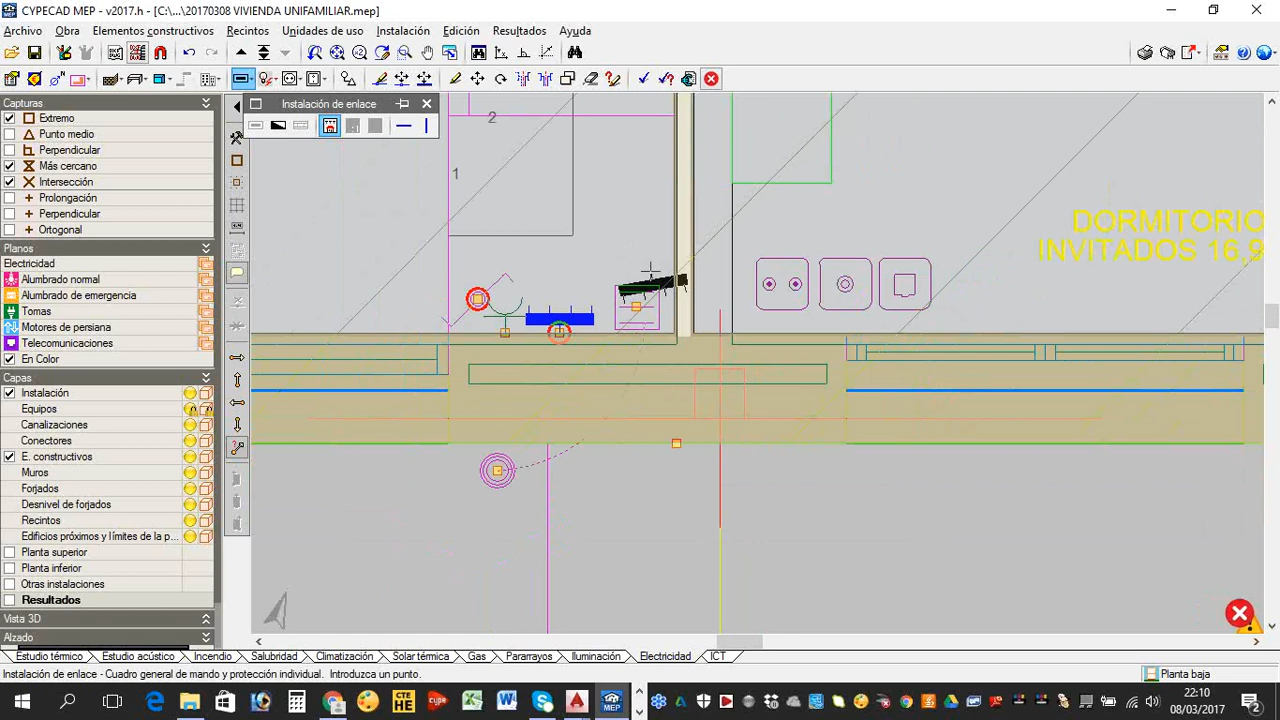 CYPECAD MEP - v2017.h - [C:\...\20170308 VIVIENDA UNIFAMILIAR.mep]
Archivo Obra Elementos constructivos Recintos Unidades de uso Instalación Edición Resultados Ayuda
Capturas
Extremo
Punto medio
Perpendicular
Más cercano
Intersección
Prolongación
Perpendicular
Ortogonal
Planos
Electricidad
Alumbrado normal
Alumbrado de emergencia
Tomas
Motores de persiana
Telecomunicaciones
En Color
Capas
Instalación
Equipos
Canalizaciones
Conectores
E. constructivos
Muros
Forjados
Desnivel de forjados
Recintos
Edificios próximos y límites de la p...
Planta superior
Planta inferior
Otras instalaciones
Resultados
Vista 3D
Alzado
Instalación de enlace
2
1
DORMITORIO
INVITADOS 16,9
Estudio térmico Estudio acústico Incendio Salubridad Climatización Solar térmica Gas Pararrayos Iluminación Electricidad ICT
Instalación de enlace - Cuadro general de mando y protección individual. Introduzca un punto.
Planta baja
CTE
HE
cype
MEP
22:10
08/03/2017